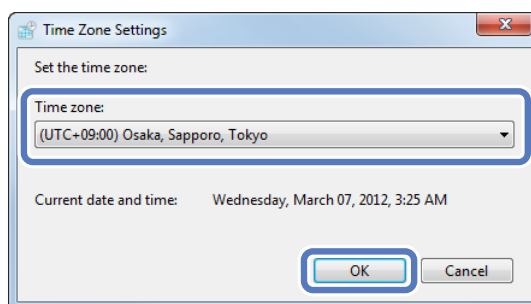 Time Zone Settings
Set the time zone:
Time zone:
(UTC+09:00) Osaka, Sapporo, Tokyo
Current date and time: Wednesday, March 07, 2012, 3:25 AM
OK Cancel